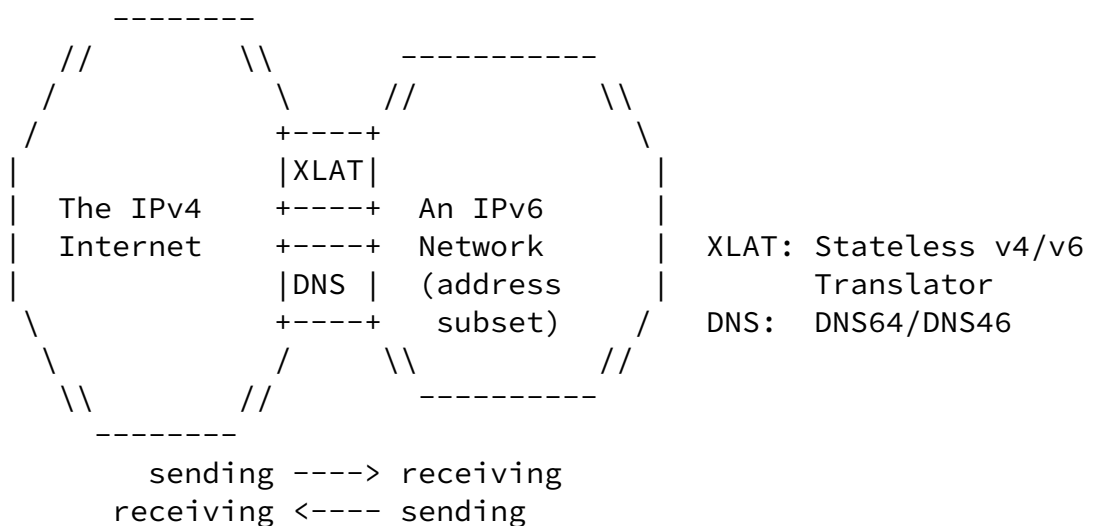 XLAT
The IPv4 An IPv6
Internet Network XLAT: Stateless v4/v6
DNS (address Translator
subset) DNS: DNS64/DNS46
sending ----> receiving
receiving <---- sending